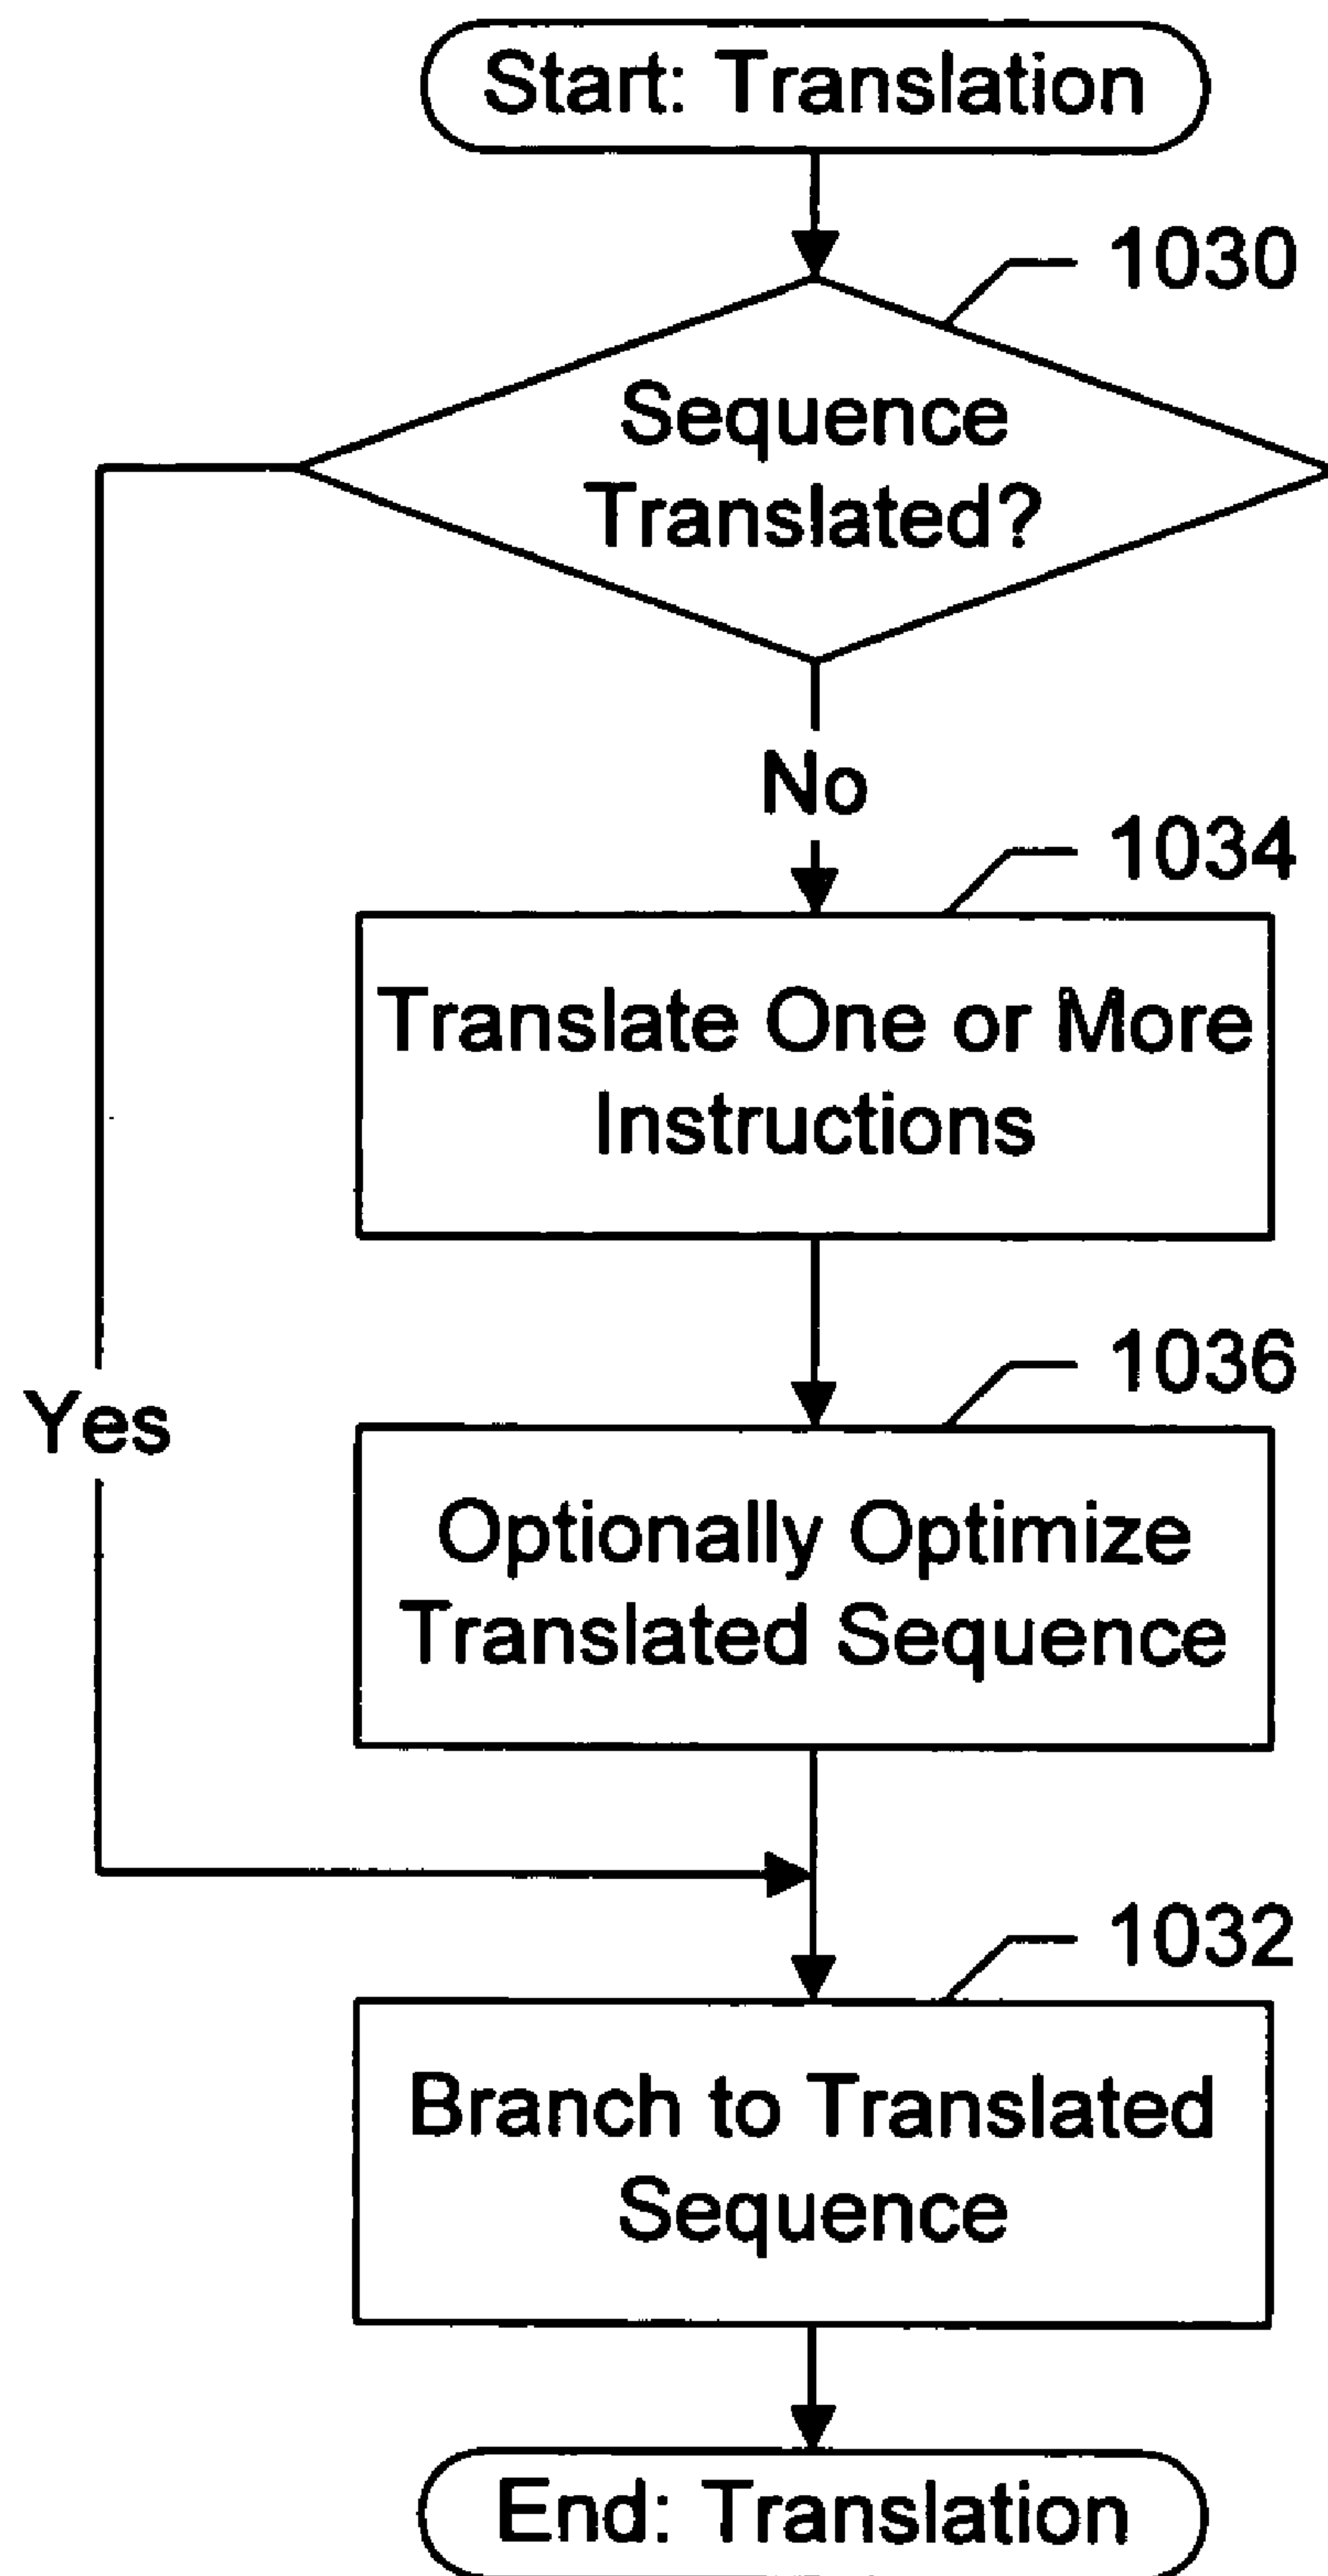 Start: Translation
1030
Sequence
Translated?
No
1034
Translate One or More
Instructions
Yes
1036
Optionally Optimize
Translated Sequence
1032
Branch to Translated
Sequence
End: Translation